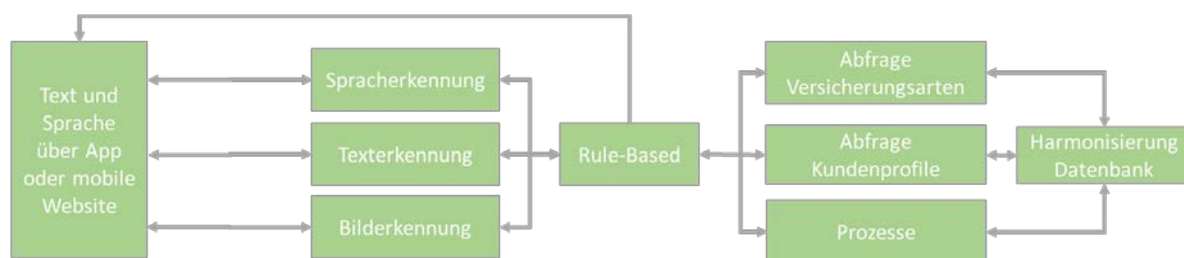 Text und
Sprache
über App
oder mobile
Website
Spracherkennung
Texterkennung
Bilderkennung
Rule-Based
Abfrage
Versicherungsarten
Abfrage
Kundenprofile
Prozesse
Harmonisierung
Datenbank